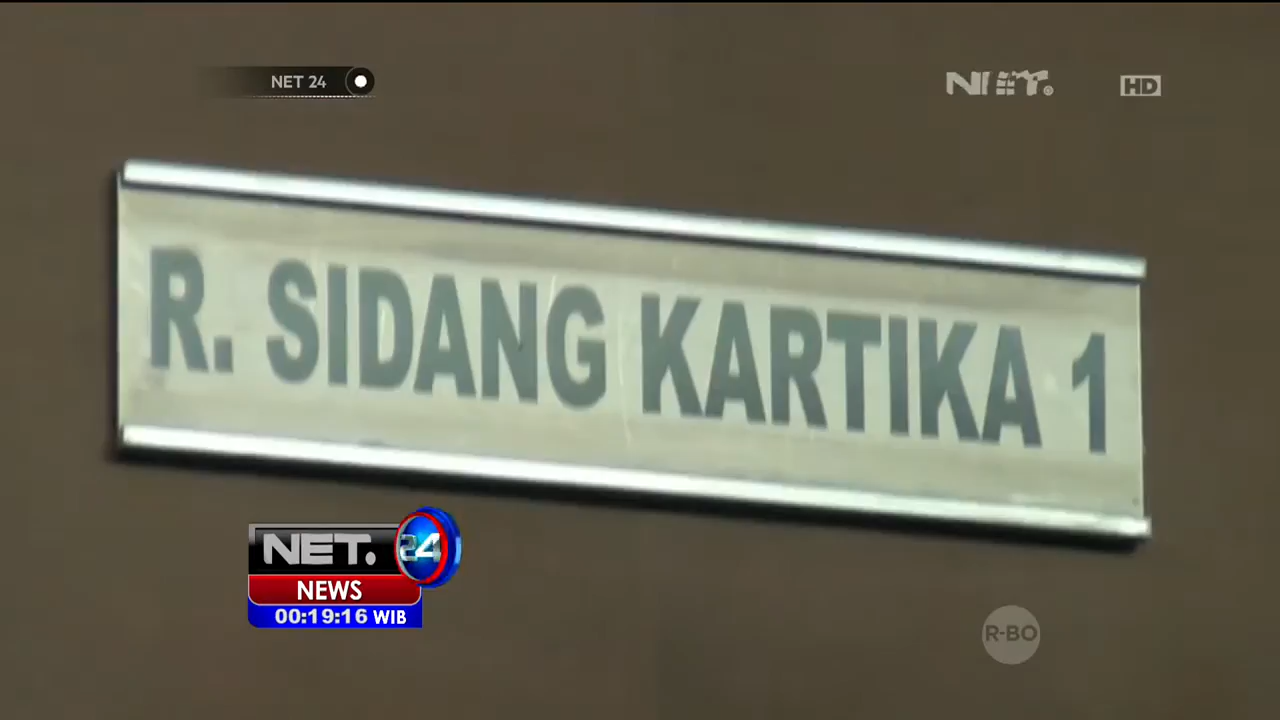 NET 24
NET.
HD
R. SIDANG KARTIKA 1
NET. 24
NEWS
00:19:16 WIB
R-BO